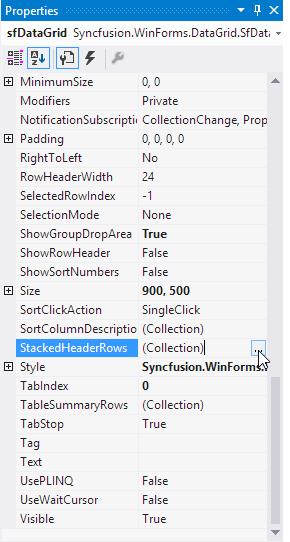 Properties
sfDataGrid Syncfusion.WinForms.DataGrid.SfData
MinimumSize 0, 0
Modifiers Private
NotificationSubscriptio CollectionChange, Prop
Padding 0, 0, 0, 0
RightToLeft No
RowHeaderWidth 24
SelectedRowIndex -1
SelectionMode None
ShowGroupDropArea True
ShowRowHeader False
ShowSortNumbers False
Size 900, 500
SortClickAction SingleClick
SortColumnDescriptio (Collection)
StackedHeaderRows (Collection) ...
Style Syncfusion.WinForms.
TabIndex 0
TableSummaryRows (Collection)
TabStop True
Tag
Text
UsePLINQ False
UseWaitCursor False
Visible True